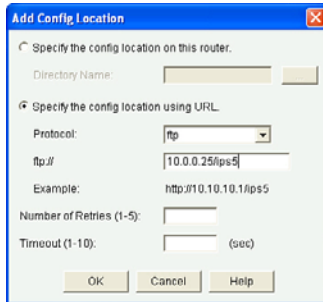 Add Config Location
Specify the config location on this router.
Directory Name:
...
Specify the config location using URL.
Protocol: ftp
ftp:// 10.0.0.25/ips5
Example: http://10.10.10.1/ips5
Number of Retries (1-5):
Timeout (1-10): (sec)
OK Cancel Help